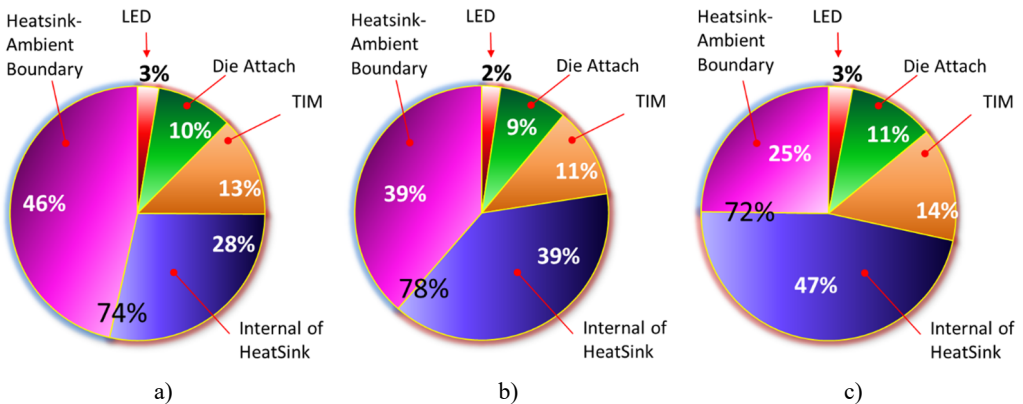 Heatsink-
Ambient
Boundary
LED
3%
Die Attach
TIM
10%
13%
46%
28%
74%
Internal of
HeatSink
a)
Heatsink-
Ambient
Boundary
LED
2%
Die Attach
TIM
9%
11%
39%
39%
78%
Internal of
HeatSink
b)
Heatsink-
Ambient
Boundary
LED
3%
Die Attach
TIM
11%
25%
14%
72%
47%
Internal of
HeatSink
c)